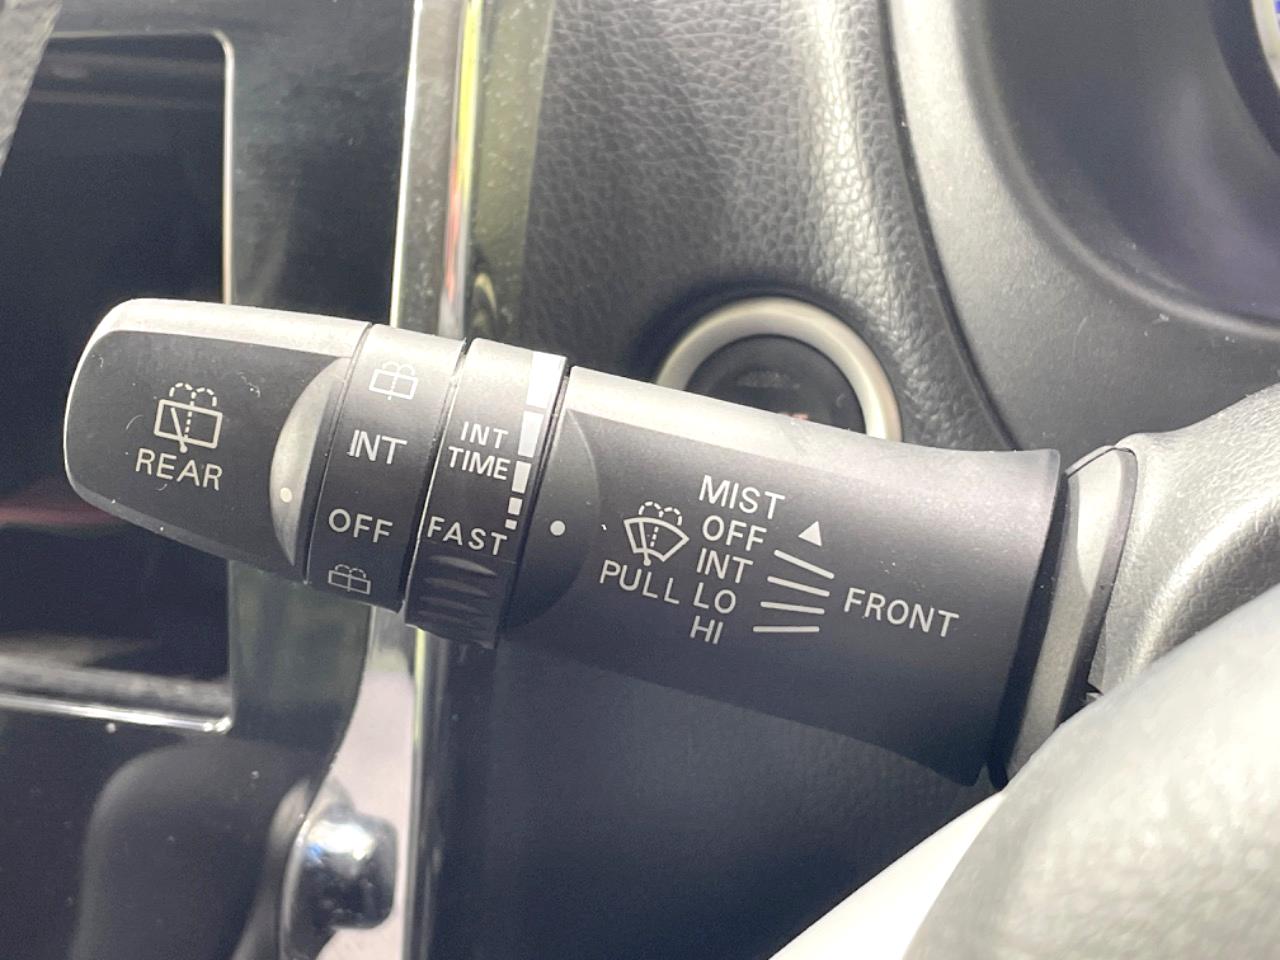 REAR
INT
OFF
INT
TIME
FAST
MIST
OFF
INT
PULL LO
HI
FRONT